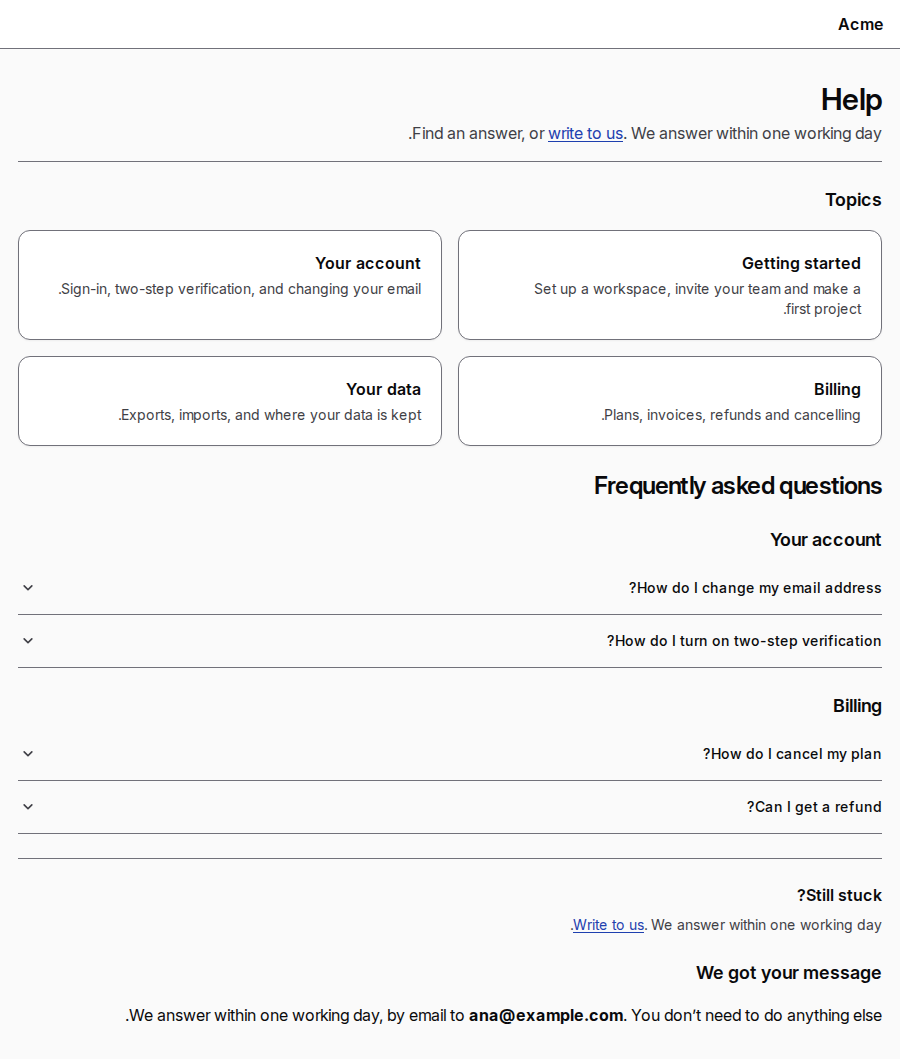 Acme
Help
.Find an answer, or write to us. We answer within one working day
Topics
Getting started
Set up a workspace, invite your team and make a
.first project
Your account
.Sign-in, two-step verification, and changing your email
Billing
.Plans, invoices, refunds and cancelling
Your data
.Exports, imports, and where your data is kept
Frequently asked questions
Your account
?How do I change my email address
?How do I turn on two-step verification
Billing
?How do I cancel my plan
?Can I get a refund
?Still stuck
.Write to us. We answer within one working day
We got your message
.We answer within one working day, by email to ana@example.com. You don’t need to do anything else